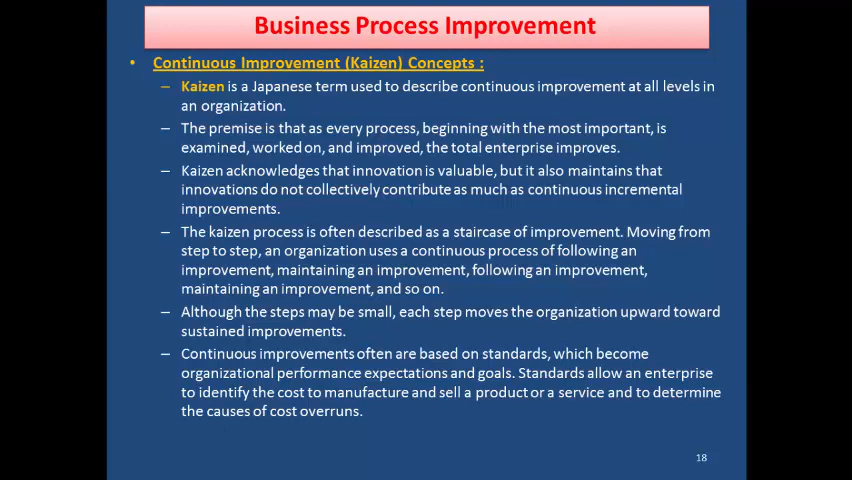 Business Process Improvement
• Continuous Improvement (Kaizen) Concepts :
– Kaizen is a Japanese term used to describe continuous improvement at all levels in
an organization.
– The premise is that as every process, beginning with the most important, is
examined, worked on, and improved, the total enterprise improves.
– Kaizen acknowledges that innovation is valuable, but it also maintains that
innovations do not collectively contribute as much as continuous incremental
improvements.
– The kaizen process is often described as a staircase of improvement. Moving from
step to step, an organization uses a continuous process of following an
improvement, maintaining an improvement, following an improvement,
maintaining an improvement, and so on.
– Although the steps may be small, each step moves the organization upward toward
sustained improvements.
– Continuous improvements often are based on standards, which become
organizational performance expectations and goals. Standards allow an enterprise
to identify the cost to manufacture and sell a product or a service and to determine
the causes of cost overruns.
18